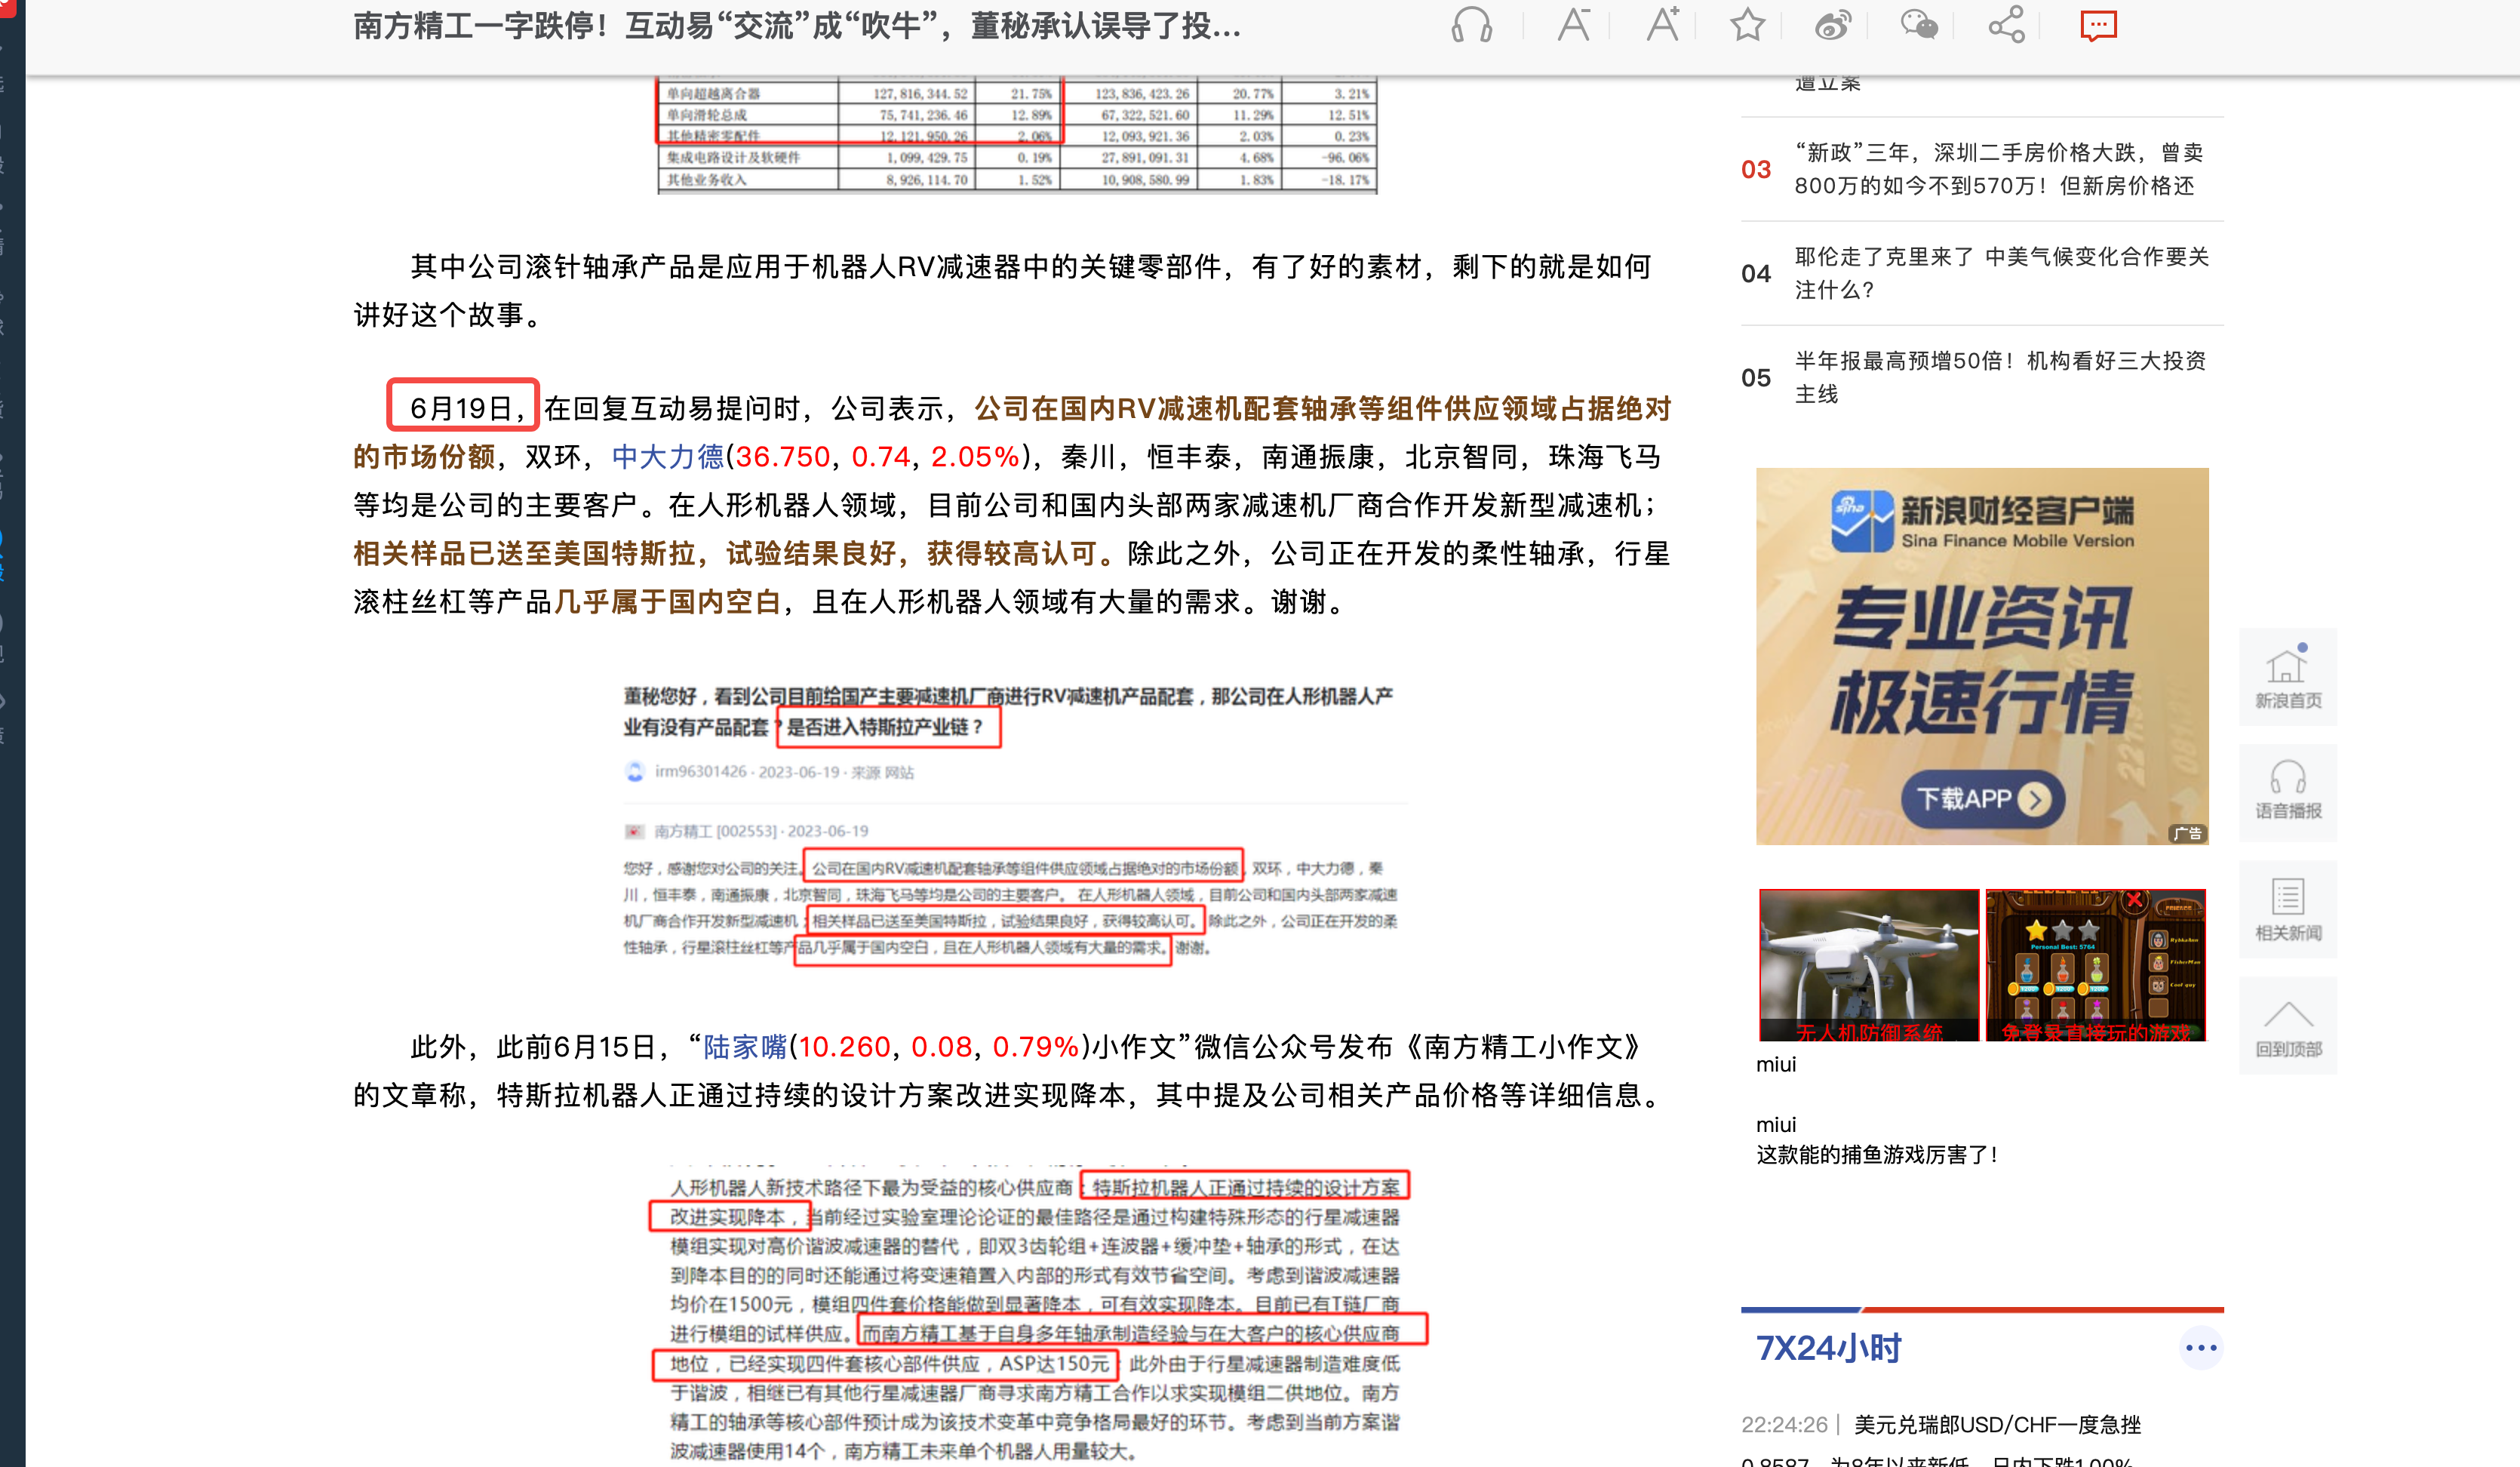 南方精工一字跌停！互动易“交流”成“吹牛”，董秘承认误导了投...
单向超越离合器 127,816,344.52 21.75% 123,836,423.26 20.77% 3.21%
单向滑轮总成 75,741,236.46 12.89% 67,322,521.60 11.29% 12.51%
其他精密零配件 12,121,950.26 2.06% 12,093,921.36 2.03% 0.23%
集成电路设计及软硬件 1,099,429.75 0.19% 27,891,091.31 4.68% -96.06%
其他业务收入 8,926,114.70 1.52% 10,908,580.99 1.83% -18.17%
其中公司滚针轴承产品是应用于机器人RV减速器中的关键零部件，有了好的素材，剩下的就是如何
讲好这个故事。
6月19日，在回复互动易提问时，公司表示，公司在国内RV减速机配套轴承等组件供应领域占据绝对
的市场份额，双环，中大力德(36.750, 0.74, 2.05%)，秦川，恒丰泰，南通振康，北京智同，珠海飞马
等均是公司的主要客户。在人形机器人领域，目前公司和国内头部两家减速机厂商合作开发新型减速机；
相关样品已送至美国特斯拉，试验结果良好，获得较高认可。除此之外，公司正在开发的柔性轴承，行星
滚柱丝杠等产品几乎属于国内空白，且在人形机器人领域有大量的需求。谢谢。
董秘您好，看到公司目前给国产主要减速机厂商进行RV减速机产品配套，那公司在人形机器人产
业有没有产品配套？是否进入特斯拉产业链？
irm96301426 · 2023-06-19 · 来源 网站
南方精工 [002553] · 2023-06-19
您好，感谢您对公司的关注。公司在国内RV减速机配套轴承等组件供应领域占据绝对的市场份额，双环，中大力德，秦
川，恒丰泰，南通振康，北京智同，珠海飞马等均是公司的主要客户。在人形机器人领域，目前公司和国内头部两家减速
机厂商合作开发新型减速机；相关样品已送至美国特斯拉，试验结果良好，获得较高认可。除此之外，公司正在开发的柔
性轴承，行星滚柱丝杠等产品几乎属于国内空白，且在人形机器人领域有大量的需求。谢谢。
此外，此前6月15日，“陆家嘴(10.260, 0.08, 0.79%)小作文”微信公众号发布《南方精工小作文》
的文章称，特斯拉机器人正通过持续的设计方案改进实现降本，其中提及公司相关产品价格等详细信息。
人形机器人新技术路径下最为受益的核心供应商：特斯拉机器人正通过持续的设计方案
改进实现降本，当前经过实验室理论论证的最佳路径是通过构建特殊形态的行星减速器
模组实现对高价谐波减速器的替代，即双3齿轮组+连波器+缓冲垫+轴承的形式，在达
到降本目的的同时还能通过将变速箱置入内部的形式有效节省空间。考虑到谐波减速器
均价在1500元，模组四件套价格能做到显著降本，可有效实现降本。目前已有T链厂商
进行模组的试样供应。而南方精工基于自身多年轴承制造经验与在大客户的核心供应商
地位，已经实现四件套核心部件供应，ASP达150元 此外由于行星减速器制造难度低
于谐波，相继已有其他行星减速器厂商寻求南方精工合作以求实现模组二供地位。南方
精工的轴承等核心部件预计成为该技术变革中竞争格局最好的环节。考虑到当前方案谐
波减速器使用14个，南方精工未来单个机器人用量较大。
遭立案
03 “新政”三年，深圳二手房价格大跌，曾卖
800万的如今不到570万！但新房价格还
04 耶伦走了克里来了 中美气候变化合作要关
注什么？
05 半年报最高预增50倍！机构看好三大投资
主线
sina 新浪财经客户端
Sina Finance Mobile Version
专业资讯
极速行情
下载APP
广告
Personal Best: 5764
无人机防御系统
免登录直接玩的游戏
miui
miui
这款能的捕鱼游戏厉害了！
7X24小时
22:24:26 | 美元兑瑞郎USD/CHF一度急挫
0.8587，为8年以来新低，日内下跌1.00%
新浪首页
语音播报
相关新闻
回到顶部